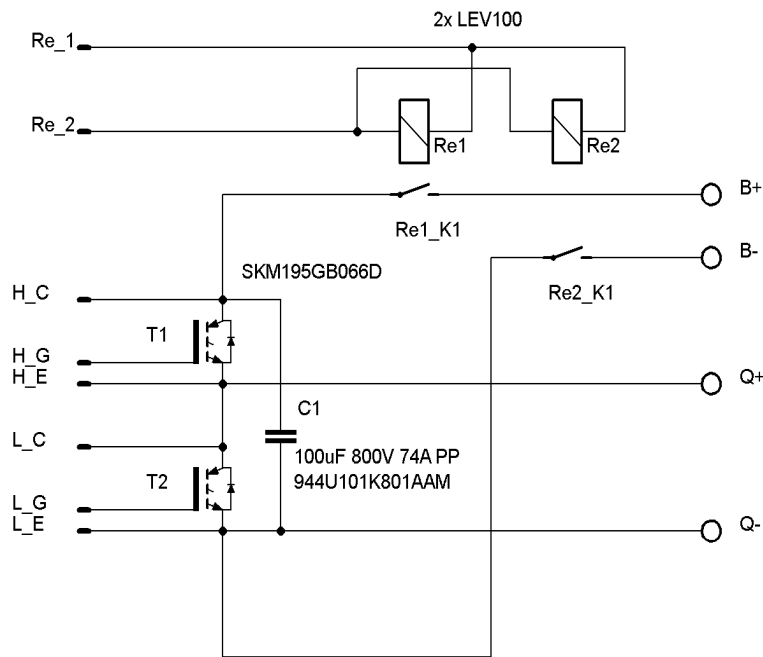 2x LEV100
Re_1
Re_2
Re1
Re2
B+
Re1_K1
B-
SKM195GB066D
Re2_K1
H_C
T1
H_G
H_E
Q+
C1
L_C
100uF 800V 74A PP
T2
944U101K801AAM
L_G
L_E
Q-